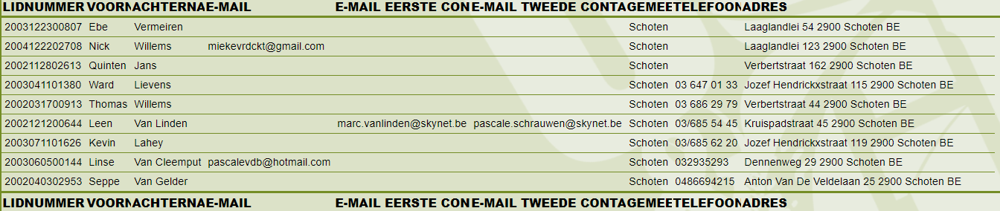 LIDNUMMER VOORN ACHTERNA E-MAIL E-MAIL EERSTE CON E-MAIL TWEEDE CONTA GEMEE TELEFOON ADRES
2003122300807 Ebe Vermeiren Schoten Laaglandlei 54 2900 Schoten BE
2004122202708 Nick Willems miekevrdckt@gmail.com Schoten Laaglandlei 123 2900 Schoten BE
2002112802613 Quinten Jans Schoten Verbertstraat 162 2900 Schoten BE
2003041101380 Ward Lievens Schoten 03 647 01 33 Jozef Hendrickxstraat 115 2900 Schoten BE
2002031700913 Thomas Willems Schoten 03 686 29 79 Verbertstraat 44 2900 Schoten BE
2002121200644 Leen Van Linden marc.vanlinden@skynet.be pascale.schrauwen@skynet.be Schoten 03/685 54 45 Kruispadstraat 45 2900 Schoten BE
2003071101626 Kevin Lahey Schoten 03/685 62 20 Jozef Hendrickxstraat 119 2900 Schoten BE
2003060500144 Linse Van Cleemput pascalevdb@hotmail.com Schoten 032935293 Dennenweg 29 2900 Schoten BE
2002040302953 Seppe Van Gelder Schoten 0486694215 Anton Van De Veldelaan 25 2900 Schoten BE
LIDNUMMER VOORN ACHTERNA E-MAIL E-MAIL EERSTE CON E-MAIL TWEEDE CONTA GEMEE TELEFOON ADRES